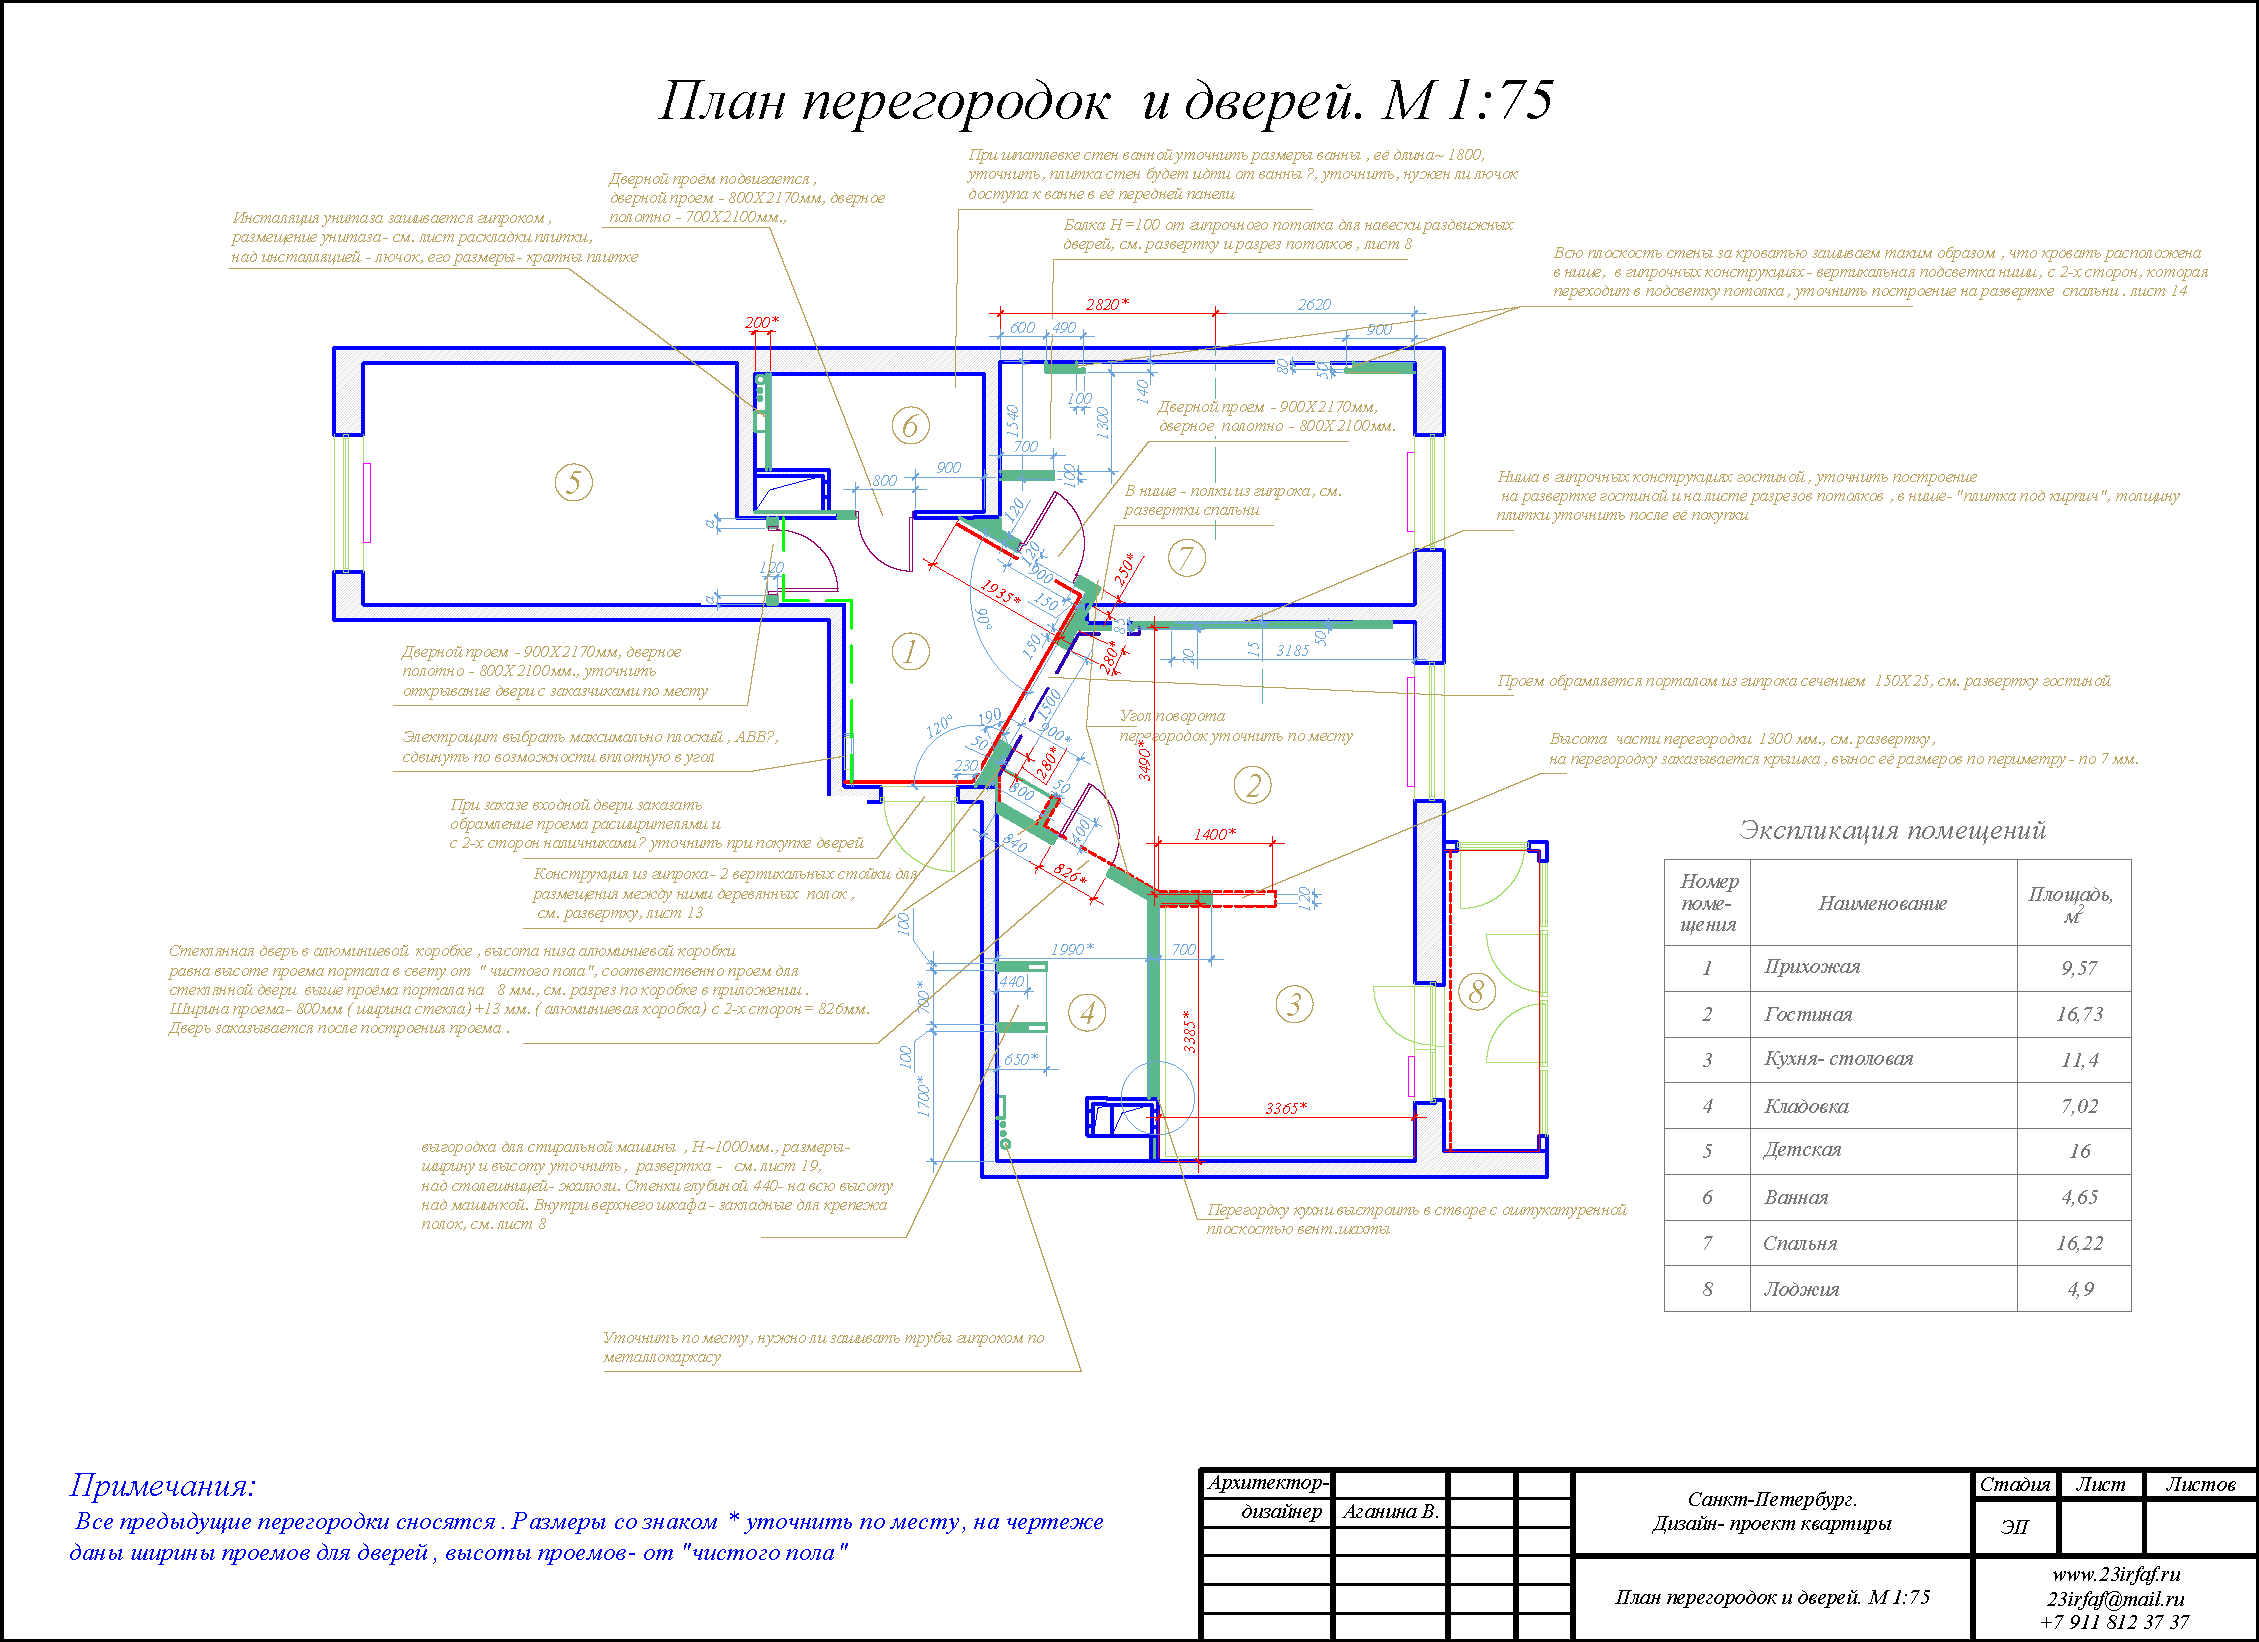 План перегородок и дверей. М 1:75
При шпатлевке стен ванной уточнить размеры ванны , её длина~ 1800,
уточнить, плитка стен будет идти от ванны ?, уточнить, нужен ли лючок
доступа к ванне в её передней панели
Дверной проём подвигается ,
дверной проем - 800Х2170мм, дверное
полотно - 700Х2100мм.,
Инсталяция унитаза зашивается гипроком ,
размещение унитаза- см. лист раскладки плитки,
над инсталляцией - лючок, его размеры- кратны плитке
Балка Н =100 от гипрочного потолка для навески раздвижных
дверей, см. развертку и разрез потолков , лист 8
Всю плоскость стены за кроватью зашиваем таким образом , что кровать расположена
в нише, в гипрочных конструкциях- вертикальная подсветка ниши, с 2-х сторон, которая
переходит в подсветку потолка , уточнить построение на развертке спальни . лист 14
2820*
2620
200*
600
490
900
80
50
140
100
1540
1300
Дверной проем - 900Х2170мм,
дверное полотно - 800Х2100мм.
6
700
100
900
800
5
Ниша в гипрочных конструкциях гостиной , уточнить построение
на развертке гостиной и на листе разрезов потолков , в нише- "плитка под кирпич", толщину
плитки уточнить после её покупки
В нише - полки из гипрока, см.
развертки спальни
120
а
120
900
7
250*
120
а
1935*
150
90°
85
150
280*
20
15
50
3185
1
Дверной проем - 900Х2170мм, дверное
полотно - 800Х2100мм., уточнить
открывание двери с заказчиками по месту
Проем обрамляется порталом из гипрока сечением 150Х25, см. развертку гостиной
Угол поворота
перегородок уточнить по месту
1500
190
120°
900*
50
Электрощит выбрать максимально плоский , АВВ?,
сдвинуть по возможности вплотную в угол
Высота части перегородки 1300 мм., см. развертку,
на перегородку заказывается крышка , вынос её размеров по периметру- по 7 мм.
230
280*
3490*
800
50
2
При заказе входной двери заказать
обрамление проема расширителями и
с 2-х сторон наличниками? уточнить при покупке дверей
840
400
1400*
826*
120
Конструкция из гипрока- 2 вертикальных стойки для
размещения между ними деревянных полок ,
см. развертку, лист 13
Экспликация помещений
Номер поме- щения	Наименование	Площадь, м2
1	Прихожая	9,57
2	Гостиная	16,73
3	Кухня- столовая	11,4
4	Кладовка	7,02
5	Детская	16
6	Ванная	4,65
7	Спальня	16,22
8	Лоджия	4,9
Стеклянная дверь в алюминиевой коробке , высота низа алюминиевой коробки
равна высоте проема портала в свету от " чистого пола", соответственно проем для
стеклянной двери выше проёма портала на 8 мм., см. разрез по коробке в приложении .
Ширина проема- 800мм ( ширина стекла)+13 мм. ( алюминиевая коробка) с 2-х сторон= 826мм.
Дверь заказывается после построения проема .
100
1990*
700
440
700*
4
3
8
3385*
100
650*
1700*
3365*
выгородка для стиральной машины , Н~1000мм., размеры-
ширину и высоту уточнить , развертка - см. лист 19,
над столешницей- жалюзи. Стенки глубиной 440- на всю высоту
над машинкой. Внутри верхнего шкафа- закладные для крепежа
полок, см. лист 8
Перегордку кухни выстроить в створе с оштукатуренной
плоскостью вент.шахты
Уточнить по месту, нужно ли зашивать трубы гипроком по
металлокаркасу
Примечания:
Все предыдущие перегородки сносятся . Размеры со знаком * уточнить по месту, на чертеже
даны ширины проемов для дверей , высоты проемов- от "чистого пола"
Архитектор-
дизайнер	Аганина В.
Санкт-Петербург.
Дизайн- проект квартиры
Стадия	Лист	Листов
ЭП
План перегородок и дверей. М 1:75
www.23irfaf.ru
23irfaf@mail.ru
+7 911 812 37 37